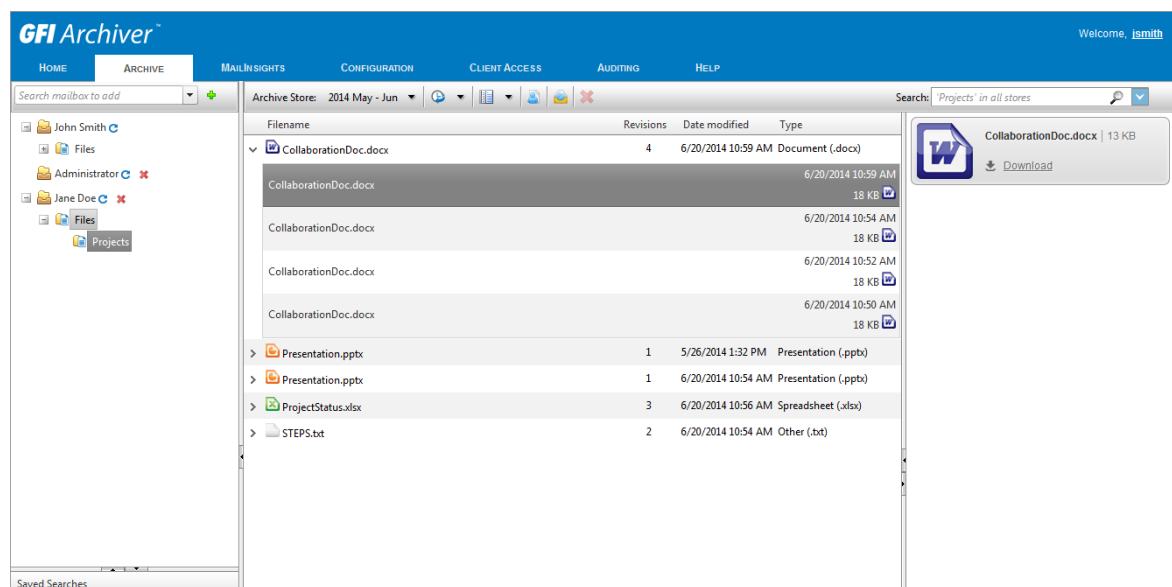 GFI Archiver™
Welcome, jsmith
HOME ARCHIVE MAILINSIGHTS CONFIGURATION CLIENT ACCESS AUDITING HELP
Search mailbox to add
Archive Store: 2014 May - Jun
Search: 'Projects' in all stores
John Smith
Files
Administrator
Jane Doe
Files
Projects
Saved Searches
Filename Revisions Date modified Type
CollaborationDoc.docx 4 6/20/2014 10:59 AM Document (.docx)
CollaborationDoc.docx 6/20/2014 10:59 AM
18 KB
CollaborationDoc.docx 6/20/2014 10:54 AM
18 KB
CollaborationDoc.docx 6/20/2014 10:52 AM
18 KB
CollaborationDoc.docx 6/20/2014 10:50 AM
18 KB
Presentation.pptx 1 5/26/2014 1:32 PM Presentation (.pptx)
Presentation.pptx 1 6/20/2014 10:54 AM Presentation (.pptx)
ProjectStatus.xlsx 3 6/20/2014 10:56 AM Spreadsheet (.xlsx)
STEPS.txt 2 6/20/2014 10:54 AM Other (.txt)
CollaborationDoc.docx | 13 KB
Download